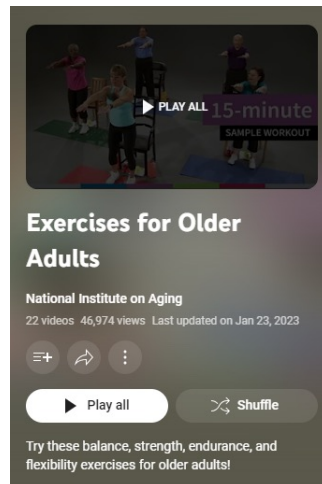 PLAY ALL
15-minute
SAMPLE WORKOUT
Exercises for Older
Adults
National Institute on Aging
22 videos 46,974 views Last updated on Jan 23, 2023
Play all
Shuffle
Try these balance, strength, endurance, and
flexibility exercises for older adults!